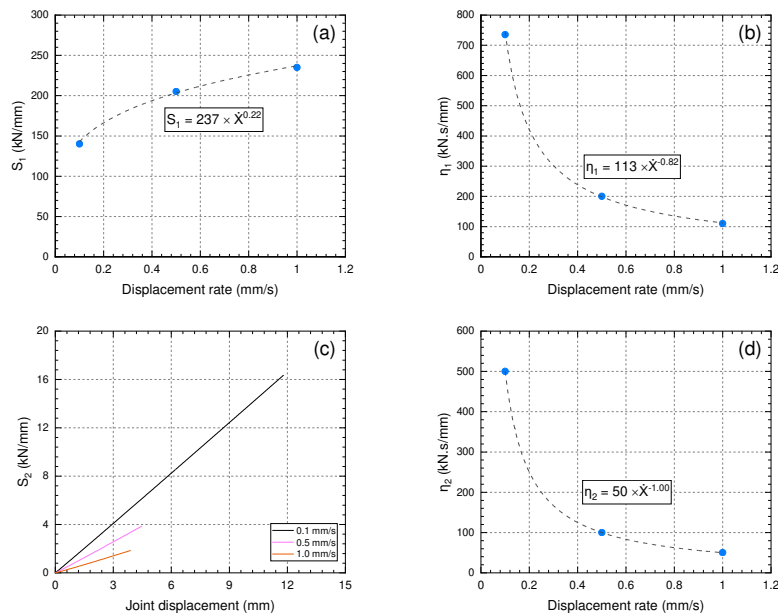 (a)
S₁ (kN/mm)
300
250
200
150
100
50
0
S₁ = 237 × Ẋ^0.22
0 0.2 0.4 0.6 0.8 1 1.2
Displacement rate (mm/s)
(b)
η₁ (kN.s/mm)
800
700
600
500
400
300
200
100
0
η₁ = 113 ×Ẋ^-0.82
0 0.2 0.4 0.6 0.8 1 1.2
Displacement rate (mm/s)
(c)
S₂ (kN/mm)
20
16
12
8
4
0
0.1 mm/s
0.5 mm/s
1.0 mm/s
0 3 6 9 12 15
Joint displacement (mm)
(d)
η₂ (kN.s/mm)
600
500
400
300
200
100
0
η₂ = 50 ×Ẋ^-1.00
0 0.2 0.4 0.6 0.8 1 1.2
Displacement rate (mm/s)